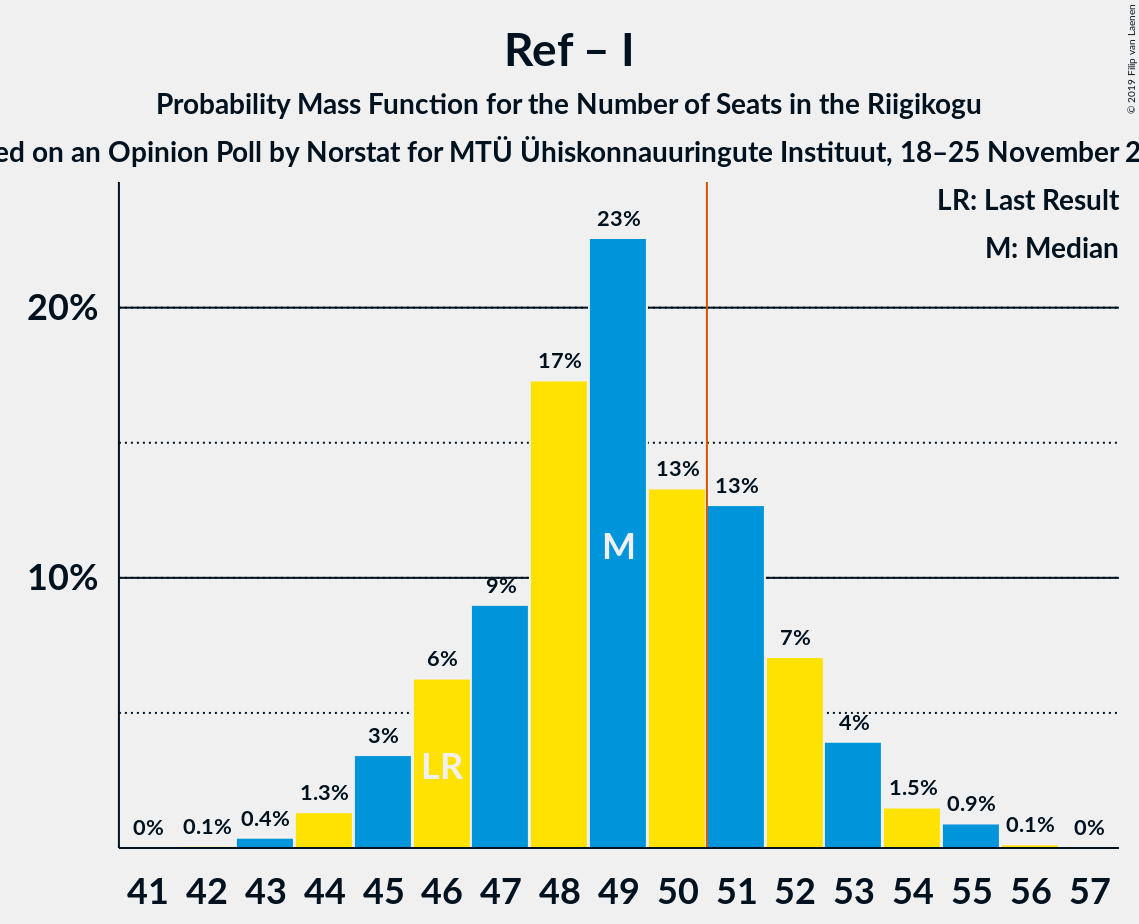 Ref – I
Probability Mass Function for the Number of Seats in the Riigikogu
ed on an Opinion Poll by Norstat for MTÜ Ühiskonnauuringute Instituut, 18–25 November 2
© 2019 Filip van Laenen
LR: Last Result
M: Median
20%
10%
0%
0.1%
0.4%
1.3%
3%
6%
9%
17%
23%
13%
13%
7%
4%
1.5%
0.9%
0.1%
0%
M
LR
41 42 43 44 45 46 47 48 49 50 51 52 53 54 55 56 57